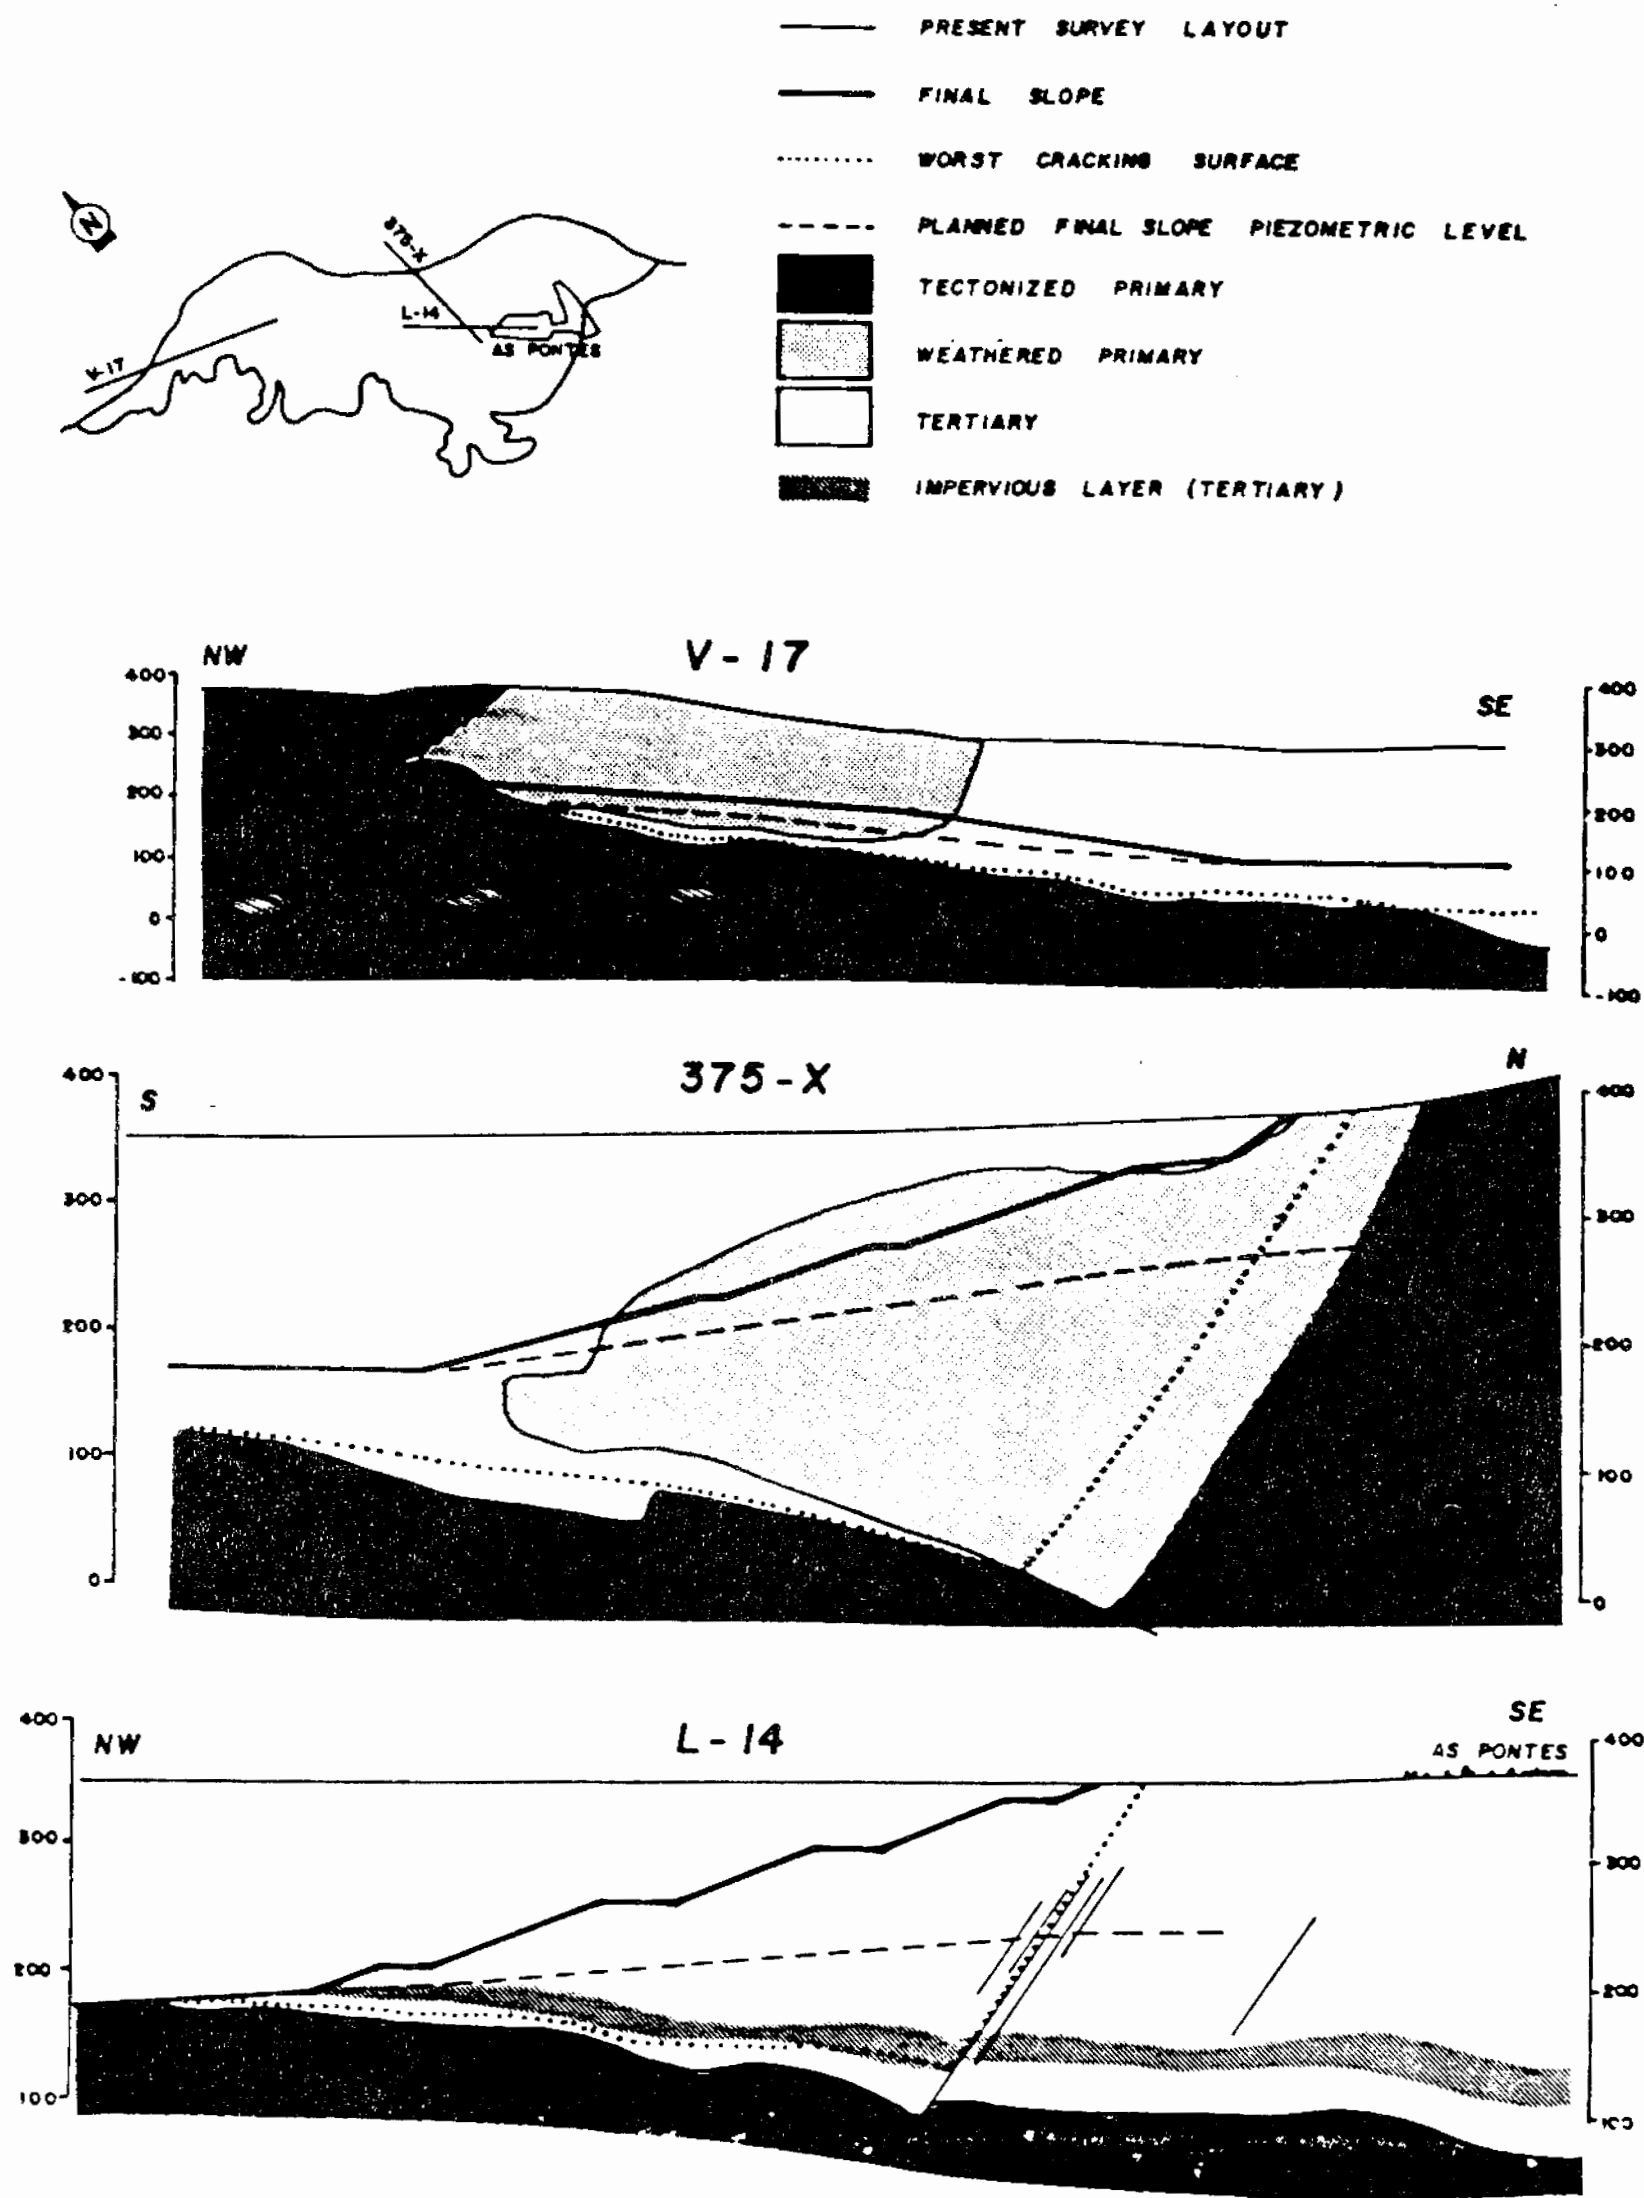 PRESENT SURVEY LAYOUT
FINAL SLOPE
WORST CRACKING SURFACE
PLANNED FINAL SLOPE PIEZOMETRIC LEVEL
TECTONIZED PRIMARY
WEATHERED PRIMARY
TERTIARY
IMPERVIOUS LAYER (TERTIARY)
N
375-X
L-14
AS PONTES
V-17
V-17
NW
SE
400
300
200
100
0
-100
400
300
200
100
0
-100
375-X
S
N
400
300
200
100
0
400
300
200
100
0
L-14
NW
SE
AS PONTES
400
300
200
100
400
300
200
100